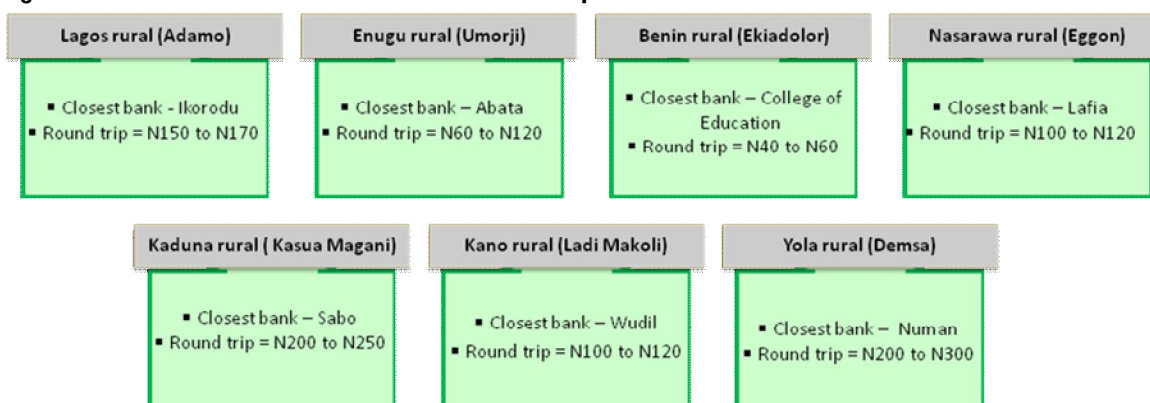 Lagos rural (Adamo)
▪ Closest bank - Ikorodu
▪ Round trip = N150 to N170
Enugu rural (Umorji)
▪ Closest bank – Abata
▪ Round trip = N60 to N120
Benin rural (Ekiadolor)
▪ Closest bank – College of
Education
▪ Round trip = N40 to N60
Nasarawa rural (Eggon)
▪ Closest bank – Lafia
▪ Round trip = N100 to N120
Kaduna rural ( Kasua Magani)
▪ Closest bank – Sabo
▪ Round trip = N200 to N250
Kano rural (Ladi Makoli)
▪ Closest bank – Wudil
▪ Round trip = N100 to N120
Yola rural (Demsa)
▪ Closest bank – Numan
▪ Round trip = N200 to N300